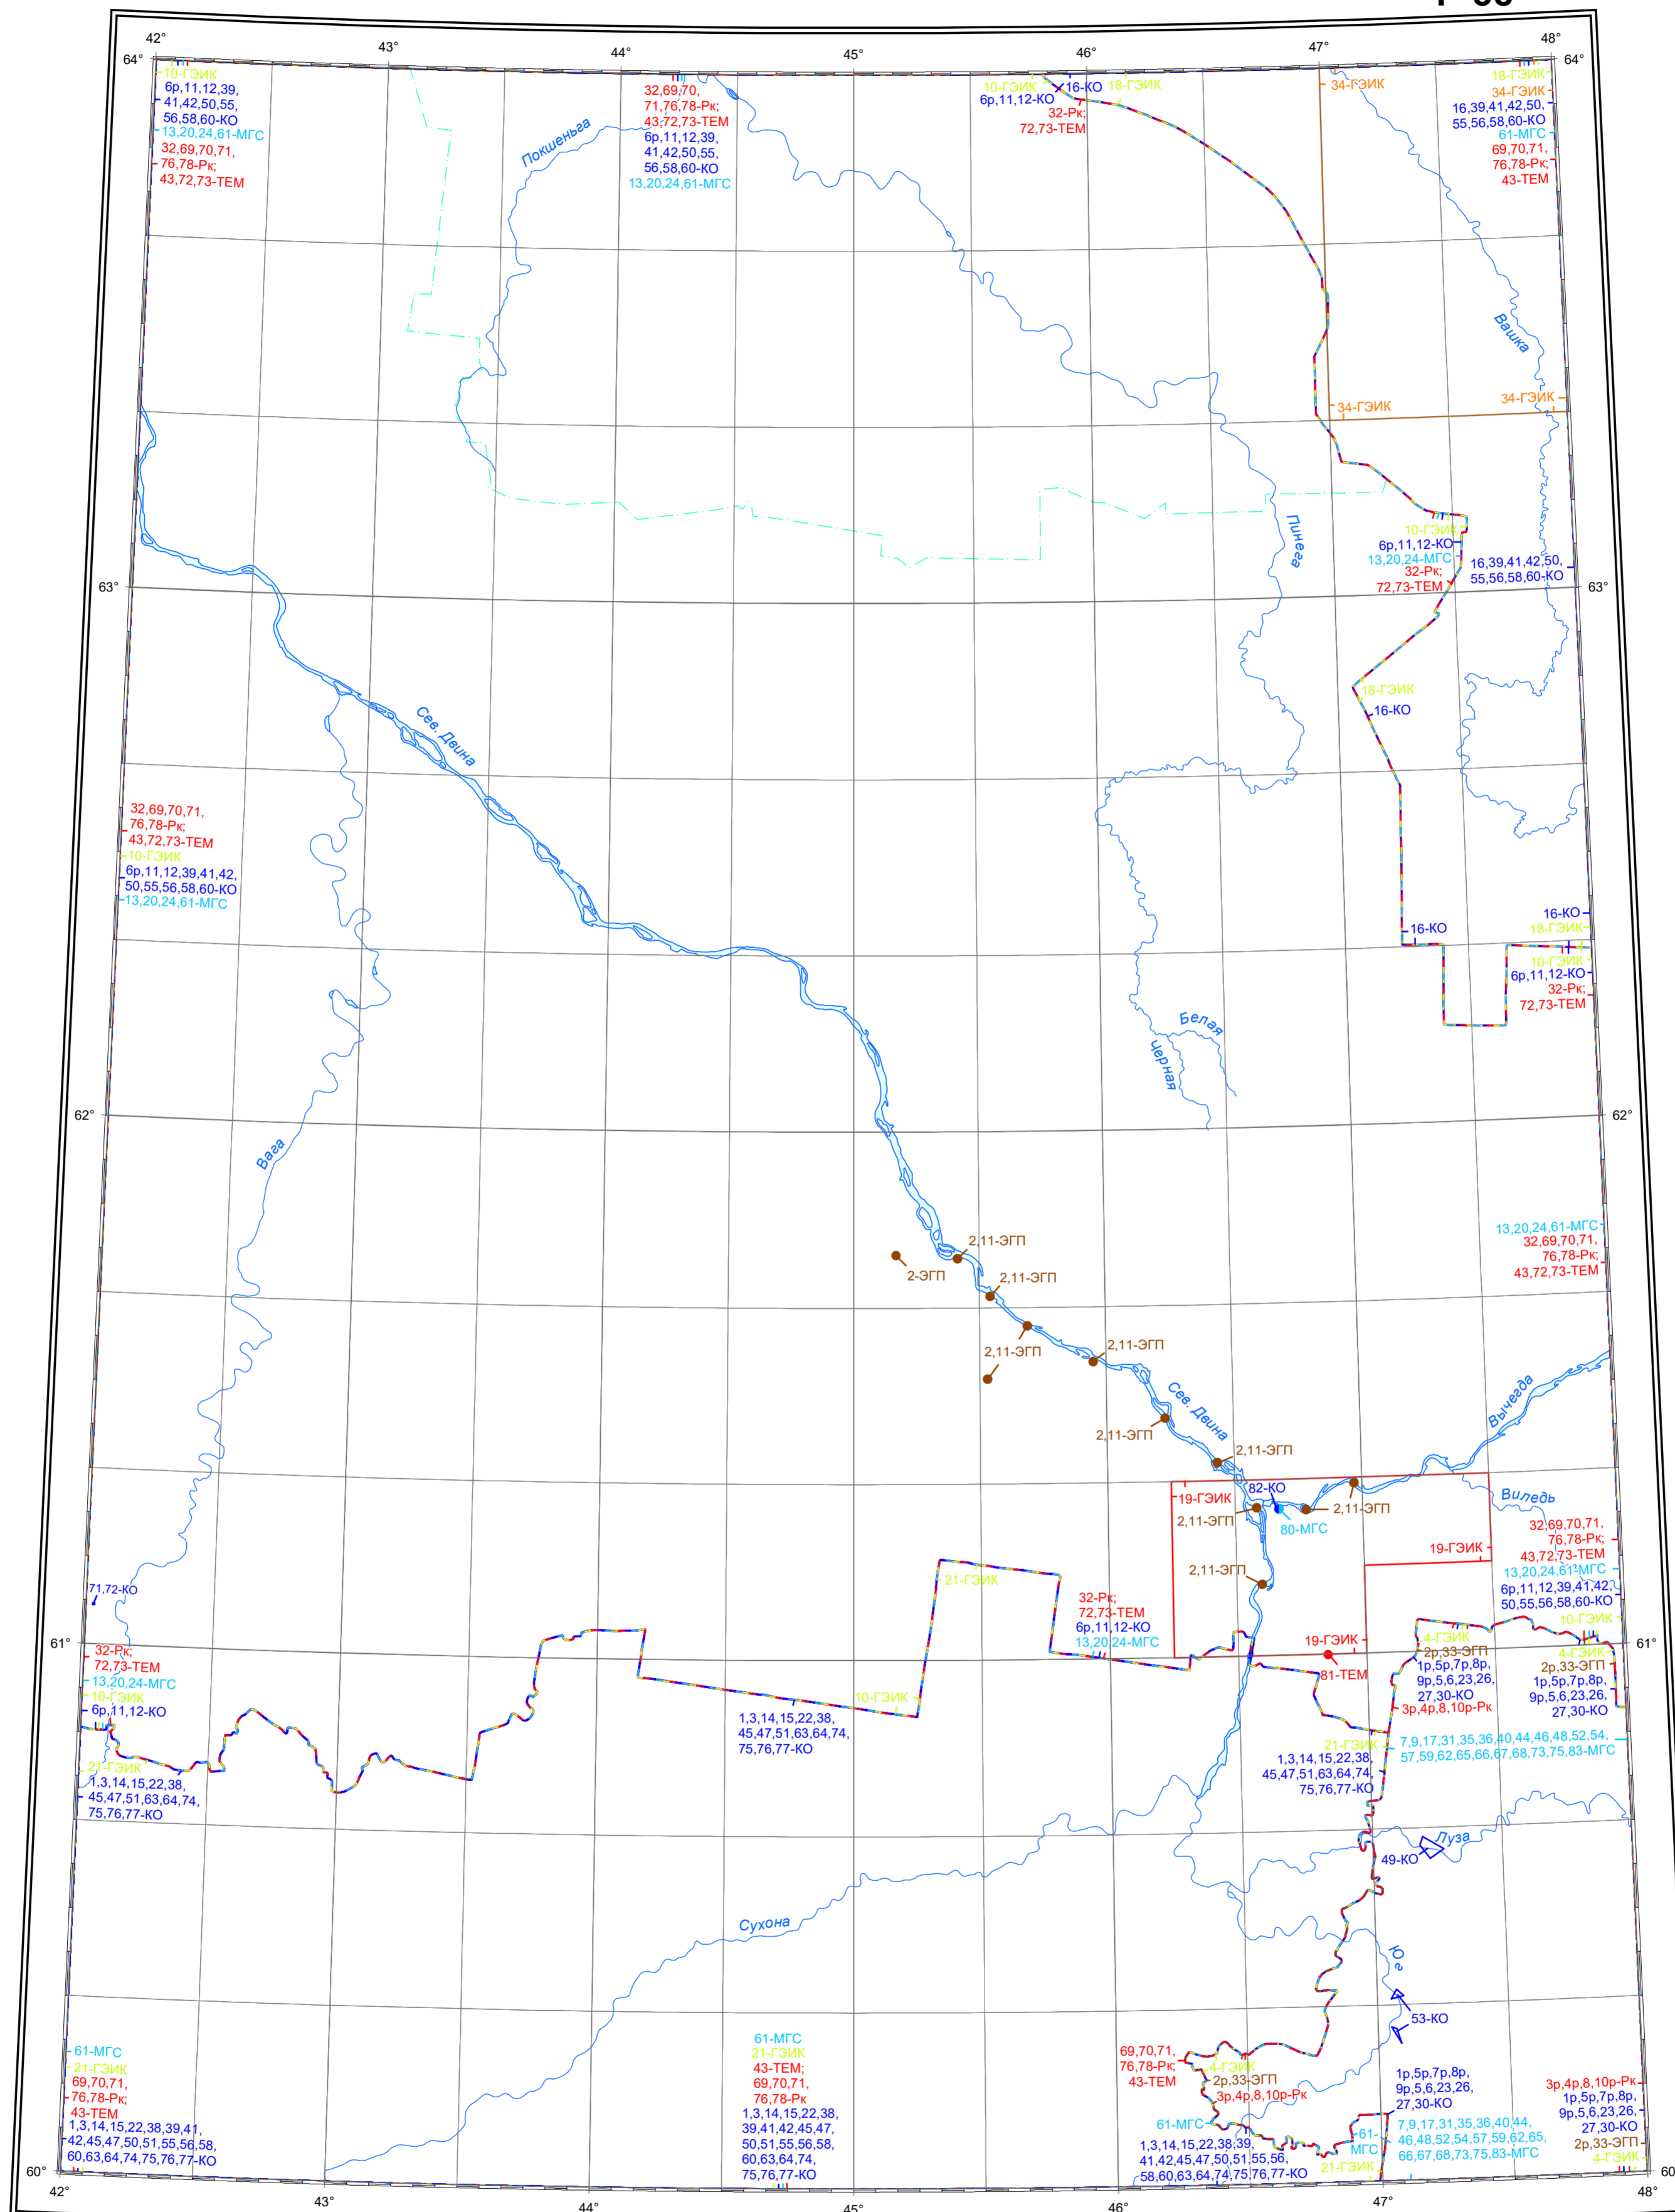 42°
43°
44°
45°
46°
47°
48°
64°
64°
10-ГЭИК
6р,11,12,39,
41,42,50,55,
56,58,60-КО
13,20,24,61-МГС
32,69,70,71,
76,78-Рк;
43,72,73-ТЕМ
Покшеньга
32,69,70,
71,76,78-Рк;
43,72,73-ТЕМ
6р,11,12,39,
41,42,50,55,
56,58,60-КО
13,20,24,61-МГС
10-ГЭИК
6р,11,12-КО
16-КО
18-ГЭИК
32-Рк;
72,73-ТЕМ
34-ГЭИК
18-ГЭИК
34-ГЭИК
16,39,41,42,50,
55,56,58,60-КО
61-МГС
69,70,71,
76,78-Рк;
43-ТЕМ
Вашка
34-ГЭИК
34-ГЭИК
Пинега
10-ГЭИК
6р,11,12-КО
13,20,24-МГС
32-Рк;
72,73-ТЕМ
16,39,41,42,50,
55,56,58,60-КО
63°
63°
18-ГЭИК
16-КО
Сев. Двина
32,69,70,71,
76,78-Рк;
43,72,73-ТЕМ
10-ГЭИК
6р,11,12,39,41,42,
50,55,56,58,60-КО
13,20,24,61-МГС
16-КО
16-КО
18-ГЭИК
10-ГЭИК
6р,11,12-КО
32-Рк;
72,73-ТЕМ
Белая
Черная
62°
62°
Вага
13,20,24,61-МГС
32,69,70,71,
76,78-Рк;
43,72,73-ТЕМ
2,11-ЭГП
2-ЭГП
2,11-ЭГП
2,11-ЭГП
2,11-ЭГП
Сев. Двина
Вычегда
2,11-ЭГП
2,11-ЭГП
19-ГЭИК
82-КО
2,11-ЭГП
80-МГС
2,11-ЭГП
Виледь
32,69,70,71,
76,78-Рк;
43,72,73-ТЕМ
13,20,24,61-МГС
6р,11,12,39,41,42,
50,55,56,58,60-КО
19-ГЭИК
2,11-ЭГП
21-ГЭИК
71,72-КО
32-Рк;
72,73-ТЕМ
6р,11,12-КО
13,20,24-МГС
10-ГЭИК
61°
61°
32-Рк;
72,73-ТЕМ
13,20,24-МГС
10-ГЭИК
6р,11,12-КО
19-ГЭИК
81-ТЕМ
4-ГЭИК
2р,33-ЭГП
1р,5р,7р,8р,
9р,5,6,23,26,
27,30-КО
3р,4р,8,10р-Рк
4-ГЭИК
2р,33-ЭГП
1р,5р,7р,8р,
9р,5,6,23,26,
27,30-КО
10-ГЭИК
1,3,14,15,22,38,
45,47,51,63,64,74,
75,76,77-КО
21-ГЭИК
1,3,14,15,22,38,
45,47,51,63,64,74,
75,76,77-КО
21-ГЭИК
1,3,14,15,22,38,
45,47,51,63,64,74,
75,76,77-КО
7,9,17,31,35,36,40,44,46,48,52,54,
57,59,62,65,66,67,68,73,75,83-МГС
Луза
49-КО
Сухона
Юг
53-КО
61-МГС
21-ГЭИК
69,70,71,
76,78-Рк;
43-ТЕМ
1,3,14,15,22,38,39,41,
42,45,47,50,51,55,56,58,
60,63,64,74,75,76,77-КО
61-МГС
21-ГЭИК
43-ТЕМ;
69,70,71,
76,78-Рк
1,3,14,15,22,38,
39,41,42,45,47,
50,51,55,56,58,
60,63,64,74,
75,76,77-КО
69,70,71,
76,78-Рк;
43-ТЕМ
4-ГЭИК
2р,33-ЭГП
3р,4р,8,10р-Рк
61-МГС
1,3,14,15,22,38,39,
41,42,45,47,50,51,55,56,
58,60,63,64,74,75,76,77-КО
61-
МГС
21-ГЭИК
1р,5р,7р,8р,
9р,5,6,23,26,
27,30-КО
7,9,17,31,35,36,40,44,
46,48,52,54,57,59,62,65,
66,67,68,73,75,83-МГС
3р,4р,8,10р-Рк
1р,5р,7р,8р,
9р,5,6,23,26,
27,30-КО
2р,33-ЭГП
4-ГЭИК
60°
60
42°
43°
44°
45°
46°
47°
48°